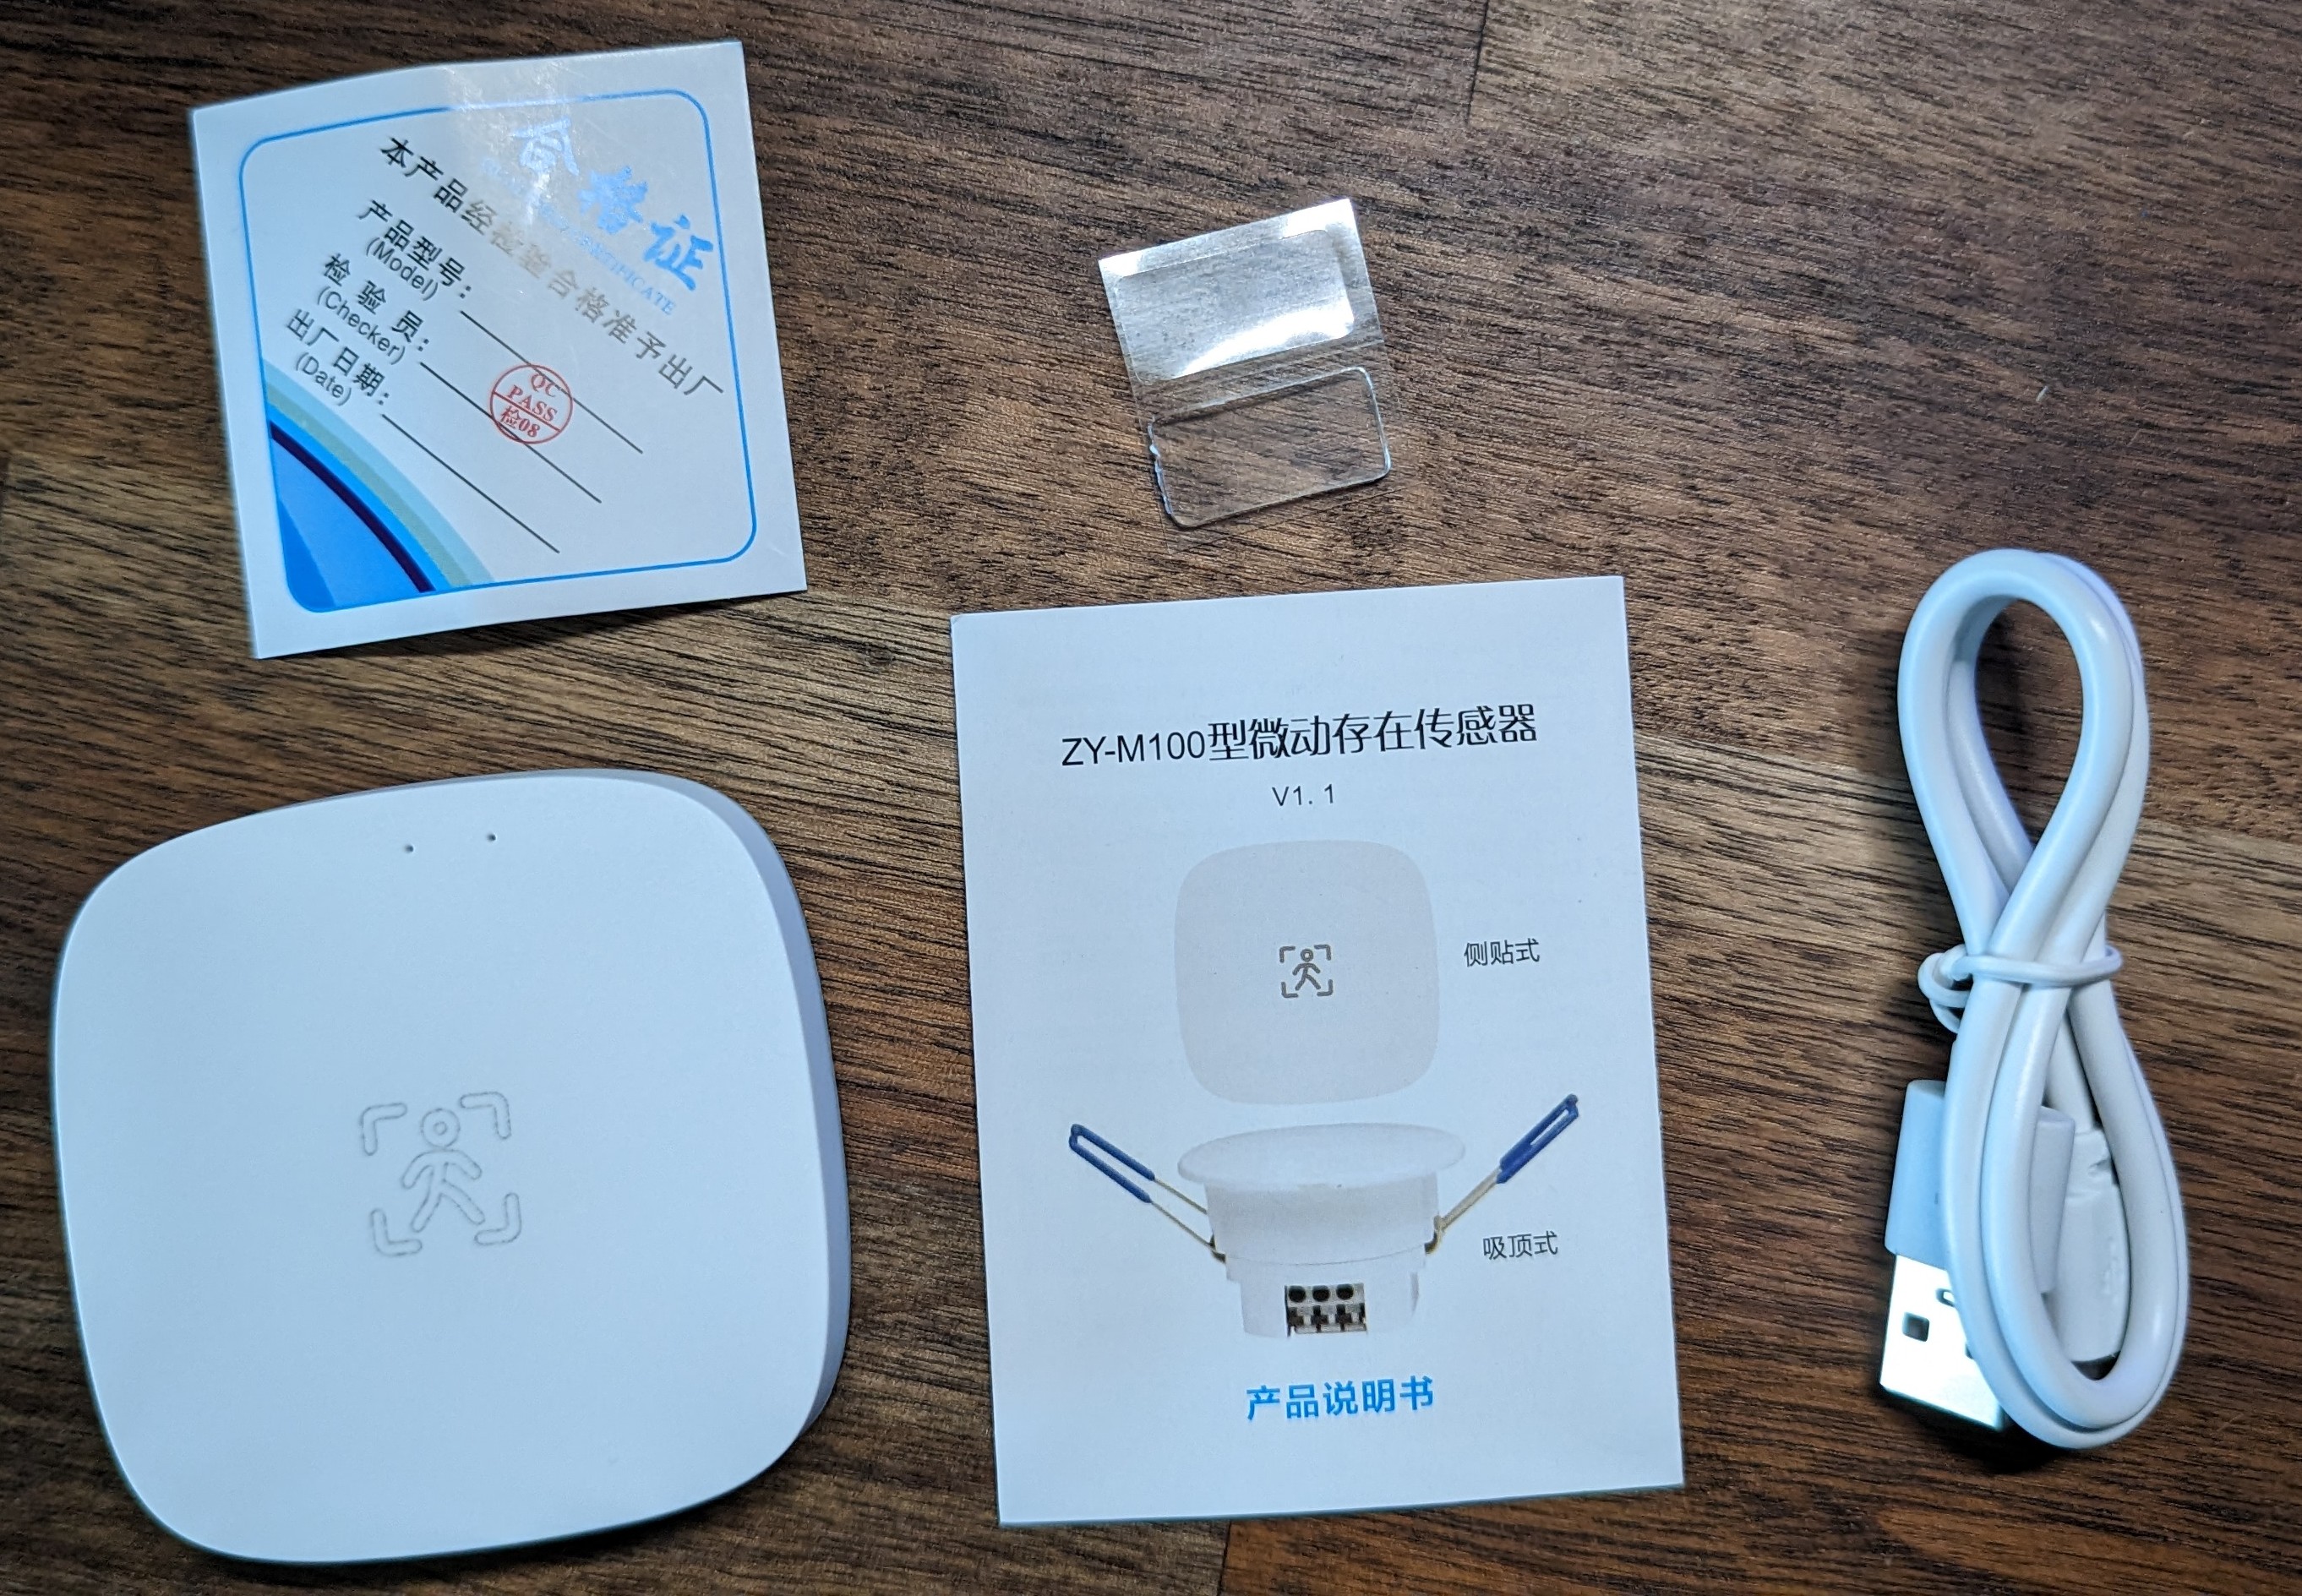 合格证
CERTIFICATE
本产品经检验合格准予出厂
产品型号：
(Model)
检 验 员：
(Checker)
出厂日期：
(Date)
QC
PASS
检08
ZY-M100型微动存在传感器
V1. 1
侧贴式
吸顶式
产品说明书